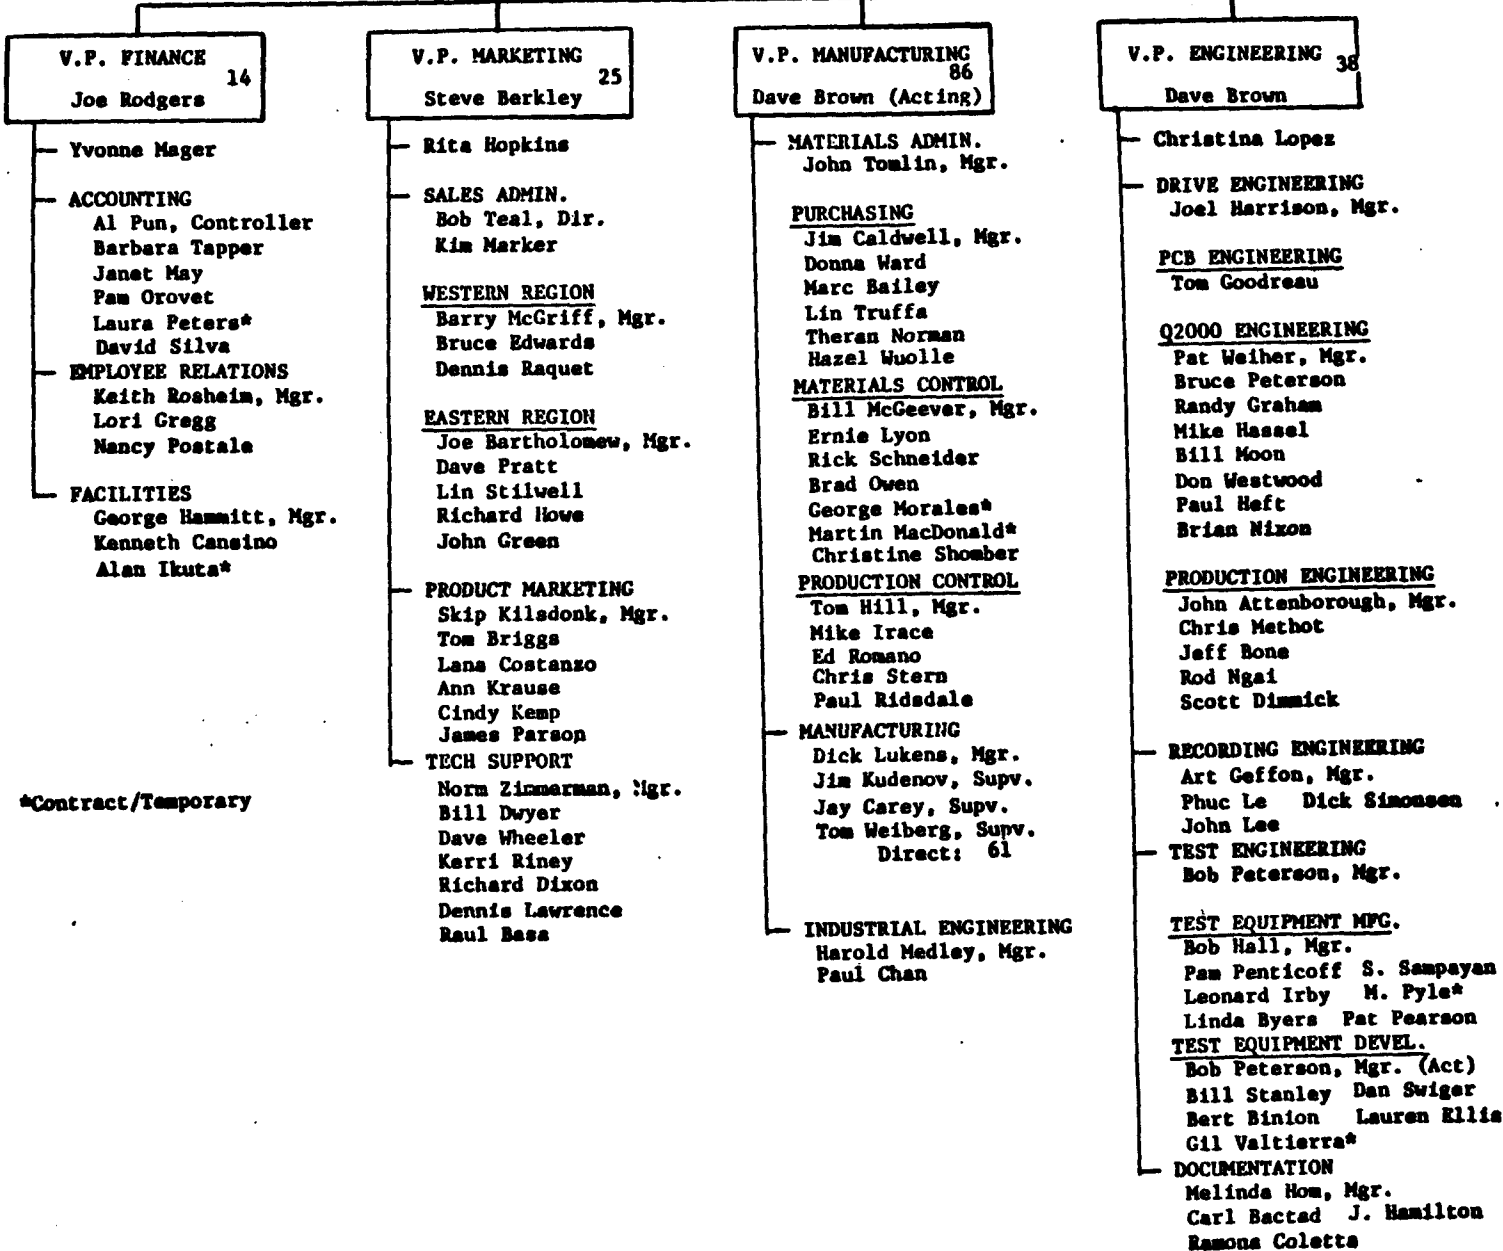 V.P. FINANCE
14
Joe Rodgers
Yvonne Mager
ACCOUNTING
Al Pun, Controller
Barbara Tapper
Janet May
Pam Orovet
Laura Peters*
David Silva
EMPLOYEE RELATIONS
Keith Rosheim, Mgr.
Lori Gregg
Nancy Postale
FACILITIES
George Hammitt, Mgr.
Kenneth Cansino
Alan Ikuta*
*Contract/Temporary
V.P. MARKETING
25
Steve Berkley
Rita Hopkins
SALES ADMIN.
Bob Teal, Dir.
Kim Marker
WESTERN REGION
Barry McGriff, Mgr.
Bruce Edwards
Dennis Raquet
EASTERN REGION
Joe Bartholomew, Mgr.
Dave Pratt
Lin Stilwell
Richard Howe
John Green
PRODUCT MARKETING
Skip Kilsdonk, Mgr.
Tom Briggs
Lana Costanzo
Ann Krause
Cindy Kemp
James Parson
TECH SUPPORT
Norm Zimmerman, Mgr.
Bill Dwyer
Dave Wheeler
Kerri Riney
Richard Dixon
Dennis Lawrence
Raul Basa
V.P. MANUFACTURING
86
Dave Brown (Acting)
MATERIALS ADMIN.
John Tomlin, Mgr.
PURCHASING
Jim Caldwell, Mgr.
Donna Ward
Marc Bailey
Lin Truffa
Theran Norman
Hazel Wuolle
MATERIALS CONTROL
Bill McGeever, Mgr.
Ernie Lyon
Rick Schneider
Brad Owen
George Morales*
Martin MacDonald*
Christine Shomber
PRODUCTION CONTROL
Tom Hill, Mgr.
Mike Irace
Ed Romano
Chris Stern
Paul Ridsdale
MANUFACTURING
Dick Lukens, Mgr.
Jim Kudenov, Supv.
Jay Carey, Supv.
Tom Weiberg, Supv.
Direct: 61
INDUSTRIAL ENGINEERING
Harold Medley, Mgr.
Paul Chan
V.P. ENGINEERING
38
Dave Brown
Christina Lopez
DRIVE ENGINEERING
Joel Harrison, Mgr.
PCB ENGINEERING
Tom Goodreau
Q2000 ENGINEERING
Pat Weiher, Mgr.
Bruce Peterson
Randy Graham
Mike Hassel
Bill Moon
Don Westwood
Paul Heft
Brian Nixon
PRODUCTION ENGINEERING
John Attenborough, Mgr.
Chris Methot
Jeff Bone
Rod Ngai
Scott Dimmick
RECORDING ENGINEERING
Art Geffon, Mgr.
Phuc Le Dick Simonsen
John Lee
TEST ENGINEERING
Bob Peterson, Mgr.
TEST EQUIPMENT MFG.
Bob Hall, Mgr.
Pam Penticoff S. Sampayan
Leonard Irby M. Pyle*
Linda Byers Pat Pearson
TEST EQUIPMENT DEVEL.
Bob Peterson, Mgr. (Act)
Bill Stanley Dan Swiger
Bert Binion Lauren Ellis
Gil Valtierra*
DOCUMENTATION
Melinda Hom, Mgr.
Carl Bactad J. Hamilton
Ramona Coletta